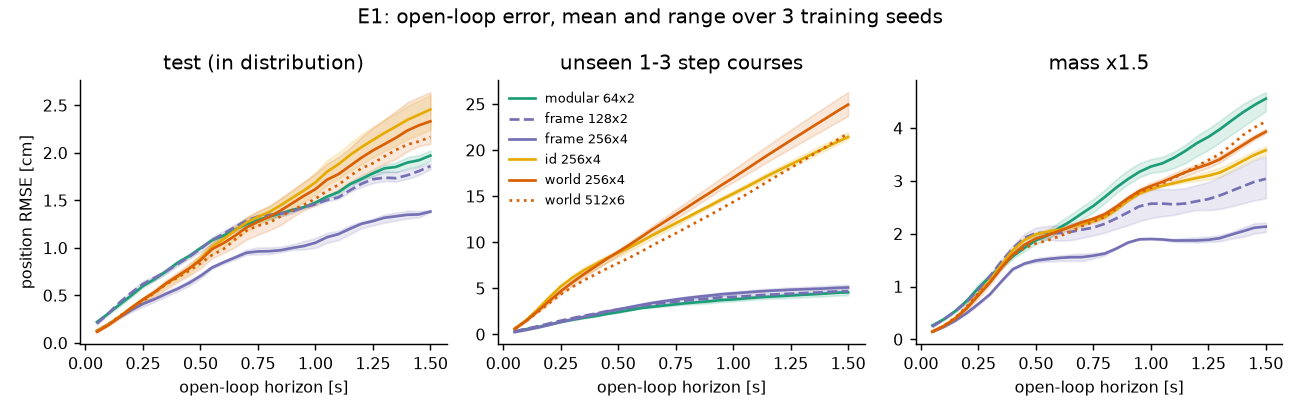 E1: open-loop error, mean and range over 3 training seeds
test (in distribution)
position RMSE [cm]
2.5
2.0
1.5
1.0
0.5
0.0
0.00 0.25 0.50 0.75 1.00 1.25 1.50
open-loop horizon [s]
unseen 1-3 step courses
25
20
15
10
5
0
modular 64x2
frame 128x2
frame 256x4
id 256x4
world 256x4
world 512x6
0.00 0.25 0.50 0.75 1.00 1.25 1.50
open-loop horizon [s]
mass x1.5
4
3
2
1
0
0.00 0.25 0.50 0.75 1.00 1.25 1.50
open-loop horizon [s]